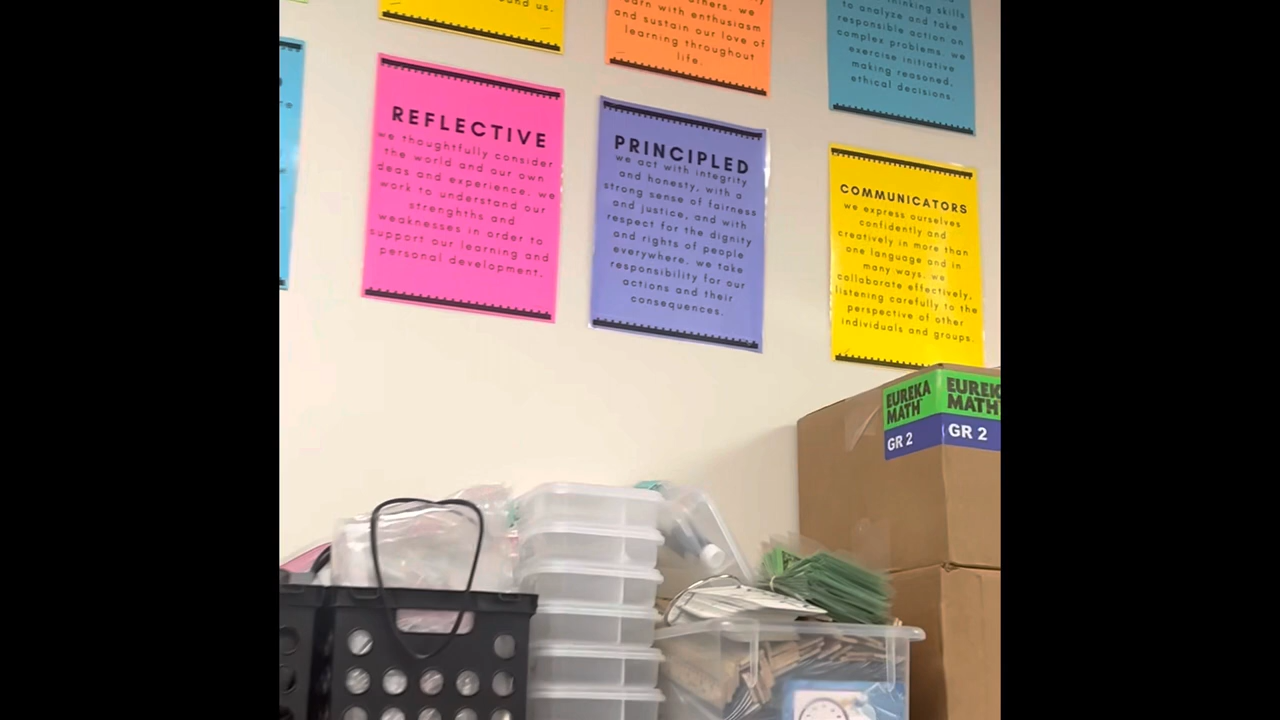 und us.
learn with enthusiasm
and sustain our love of
learning throughout
life.
thinking skills
to analyze and take
responsible action on
complex problems. we
exercise initiative
making reasoned,
ethical decisions.
REFLECTIVE
we thoughtfully consider
the world and our own
deas and experience. we
work to understand our
strenghths and
weaknesses in order to
support our learning and
personal development.
PRINCIPLED
we act with integrity
and honesty, with a
strong sense of fairness
and justice, and with
respect for the dignity
and rights of people
everywhere. we take
responsibility for our
actions and their
consequences.
COMMUNICATORS
we express ourselves
confidently and
creatively in more than
one language and in
many ways. we
collabarate effectively,
listening carefully to the
perspective of other
individuals and groups.
EUREKA
MATH
GR 2
EUREK
MATH
GR 2